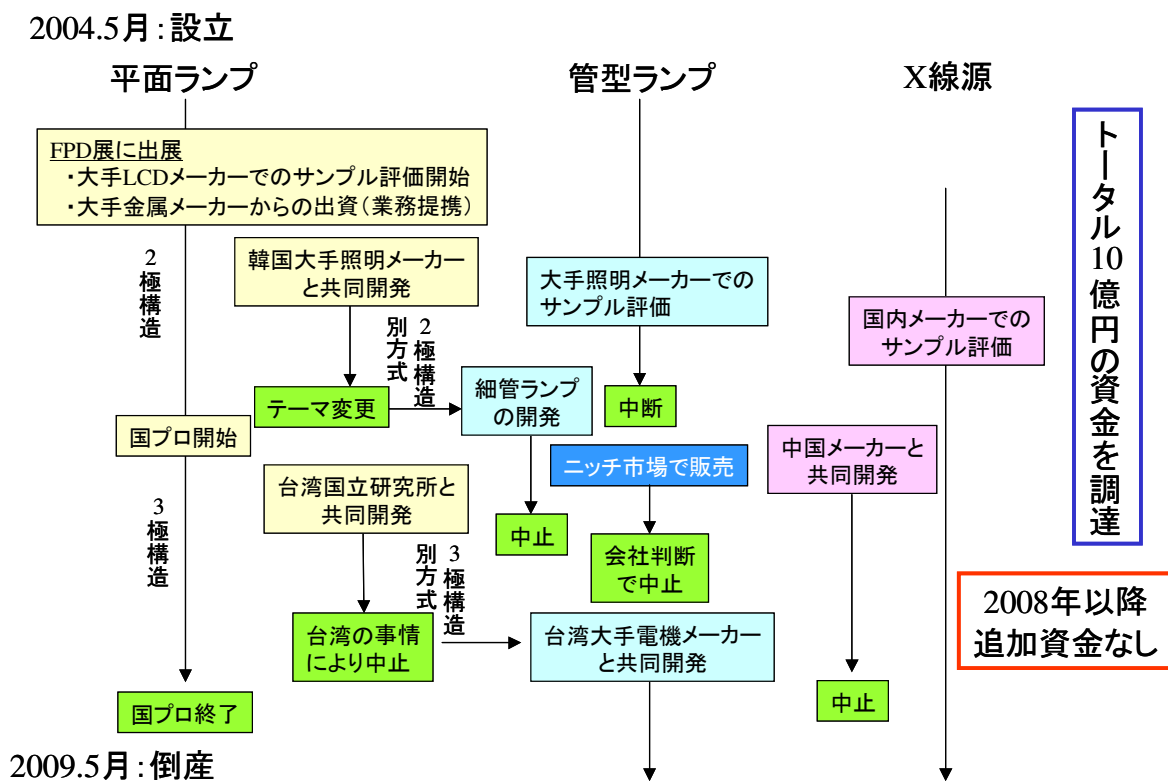 2004.5月：設立
平面ランプ
管型ランプ
X線源
FPD展に出展
・大手LCDメーカーでのサンプル評価開始
・大手金属メーカーからの出資（業務提携）
2極構造
韓国大手照明メーカー
と共同開発
2極構造
別方式
テーマ変更
細管ランプ
の開発
中止
大手照明メーカーでの
サンプル評価
中断
国内メーカーでの
サンプル評価
国プロ開始
ニッチ市場で販売
会社判断
で中止
中国メーカーと
共同開発
中止
3極構造
台湾国立研究所と
共同開発
3極構造
別方式
台湾の事情
により中止
台湾大手電機メーカー
と共同開発
国プロ終了
トータル10億円の資金を調達
2008年以降
追加資金なし
2009.5月：倒産